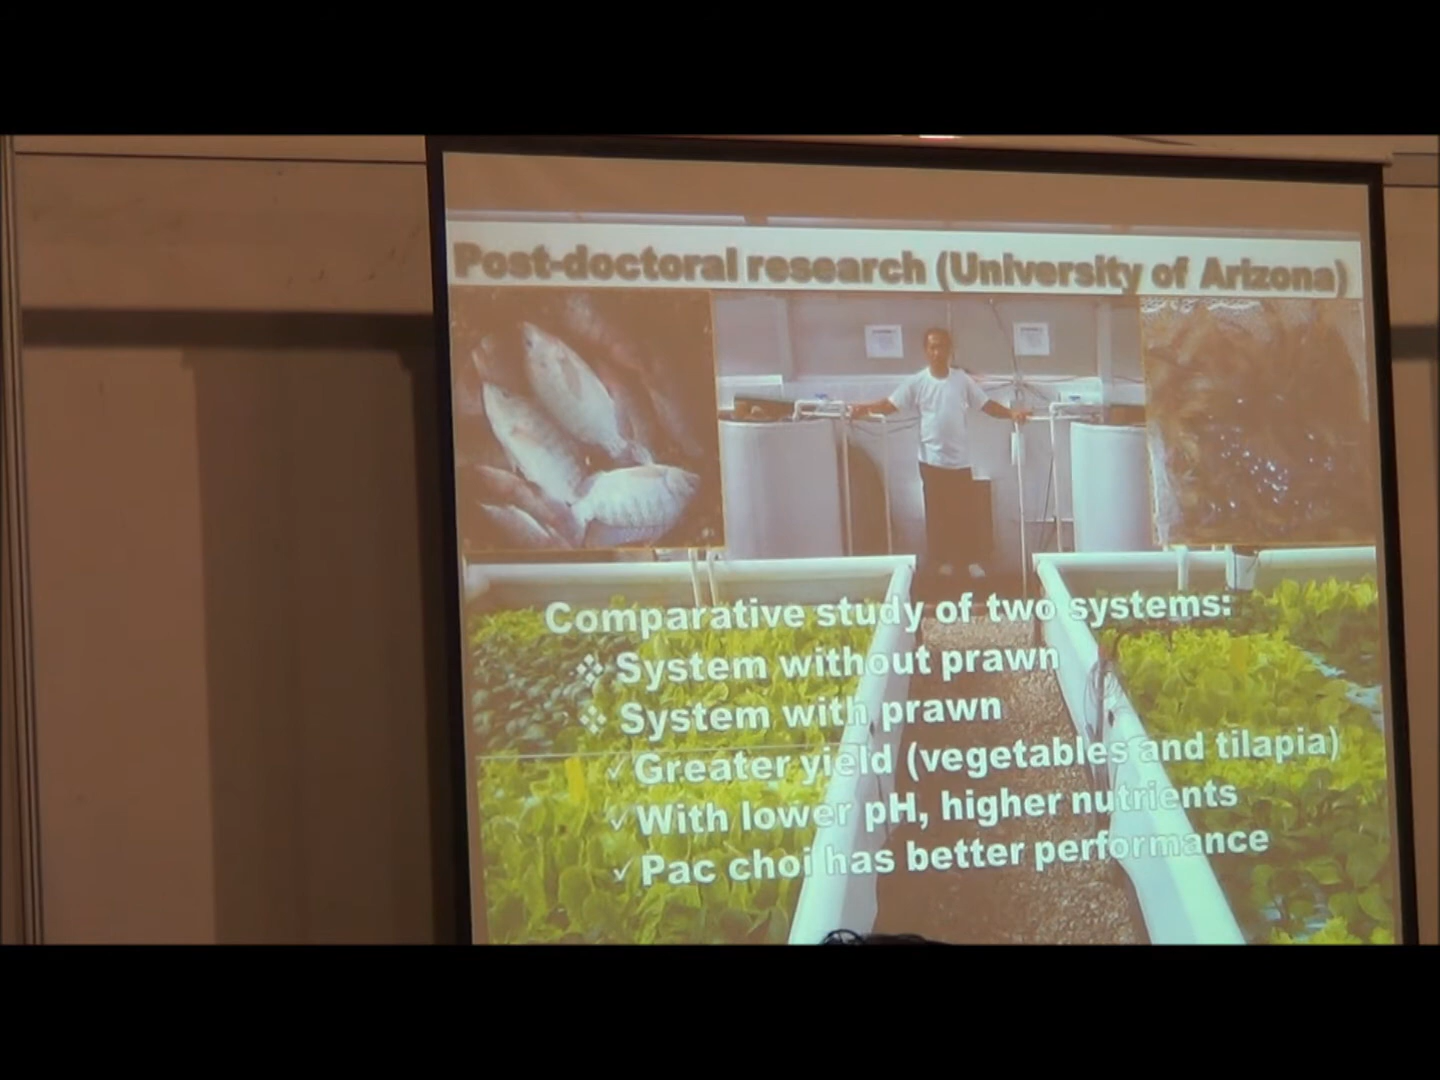 Post-doctoral research (University of Arizona)
Comparative study of two systems:
❖ System without prawn
❖ System with prawn
✓ Greater yield (vegetables and tilapia)
✓ With lower pH, higher nutrients
✓ Pac choi has better performance